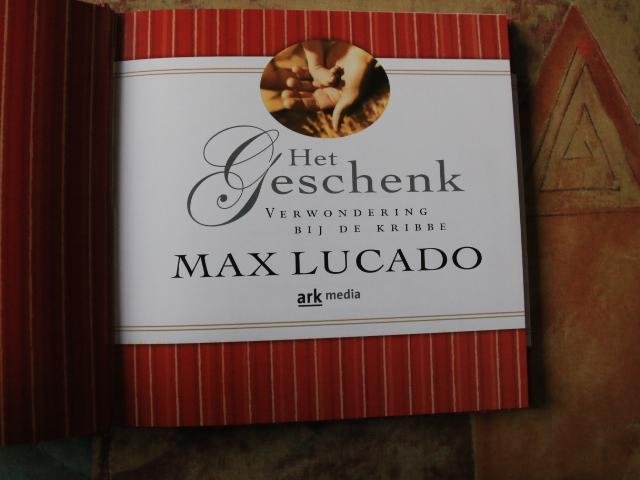 Het
Geschenk
VERWONDERING
BIJ DE KRIBBE
MAX LUCADO
ark media